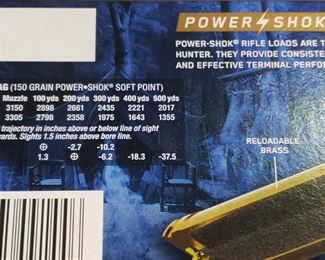 POWER SHOK
POWER-SHOK® RIFLE LOADS ARE T
HUNTER. THEY PROVIDE CONSISTE
AND EFFECTIVE TERMINAL PERFO
AG (150 GRAIN POWER•SHOK® SOFT POINT)
Muzzle 100 yds 200 yds 300 yds 400 yds 500 yds
3150 2898 2661 2435 2221 2017
3305 2798 2358 1975 1643 1355
trajectory in inches above or below line of sight
yards. Sights 1.5 inches above bore line.
⊕ -2.7 -10.2
1.3 ⊕ -6.2 -18.3 -37.5
RELOADABLE
BRASS